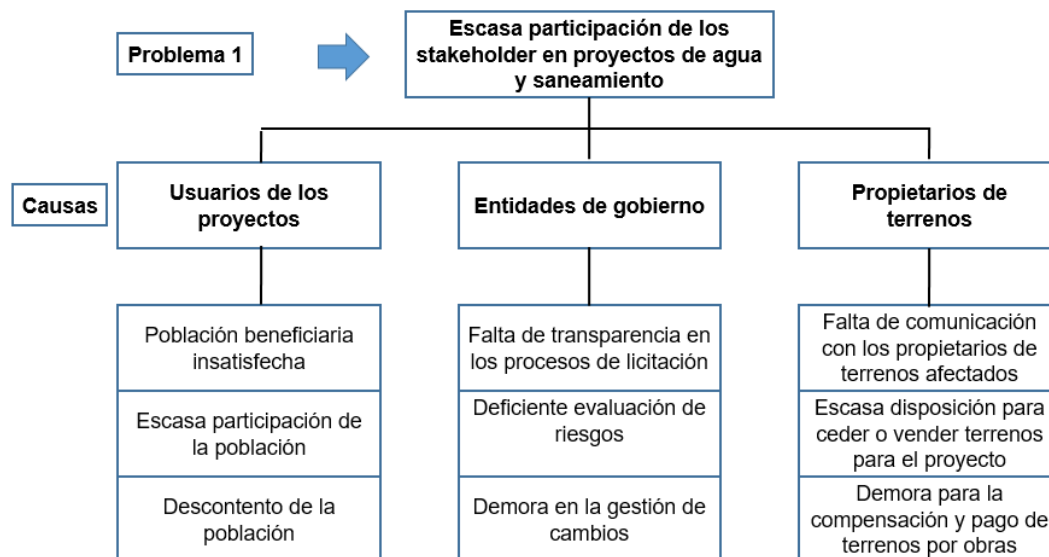 Problema 1
Escasa participación de los
stakeholder en proyectos de agua
y saneamiento
Causas
Usuarios de los
proyectos
Entidades de gobierno
Propietarios de
terrenos
Población beneficiaria
insatisfecha
Escasa participación de
la población
Descontento de la
población
Falta de transparencia en
los procesos de licitación
Deficiente evaluación de
riesgos
Demora en la gestión de
cambios
Falta de comunicación
con los propietarios de
terrenos afectados
Escasa disposición para
ceder o vender terrenos
para el proyecto
Demora para la
compensación y pago de
terrenos por obras